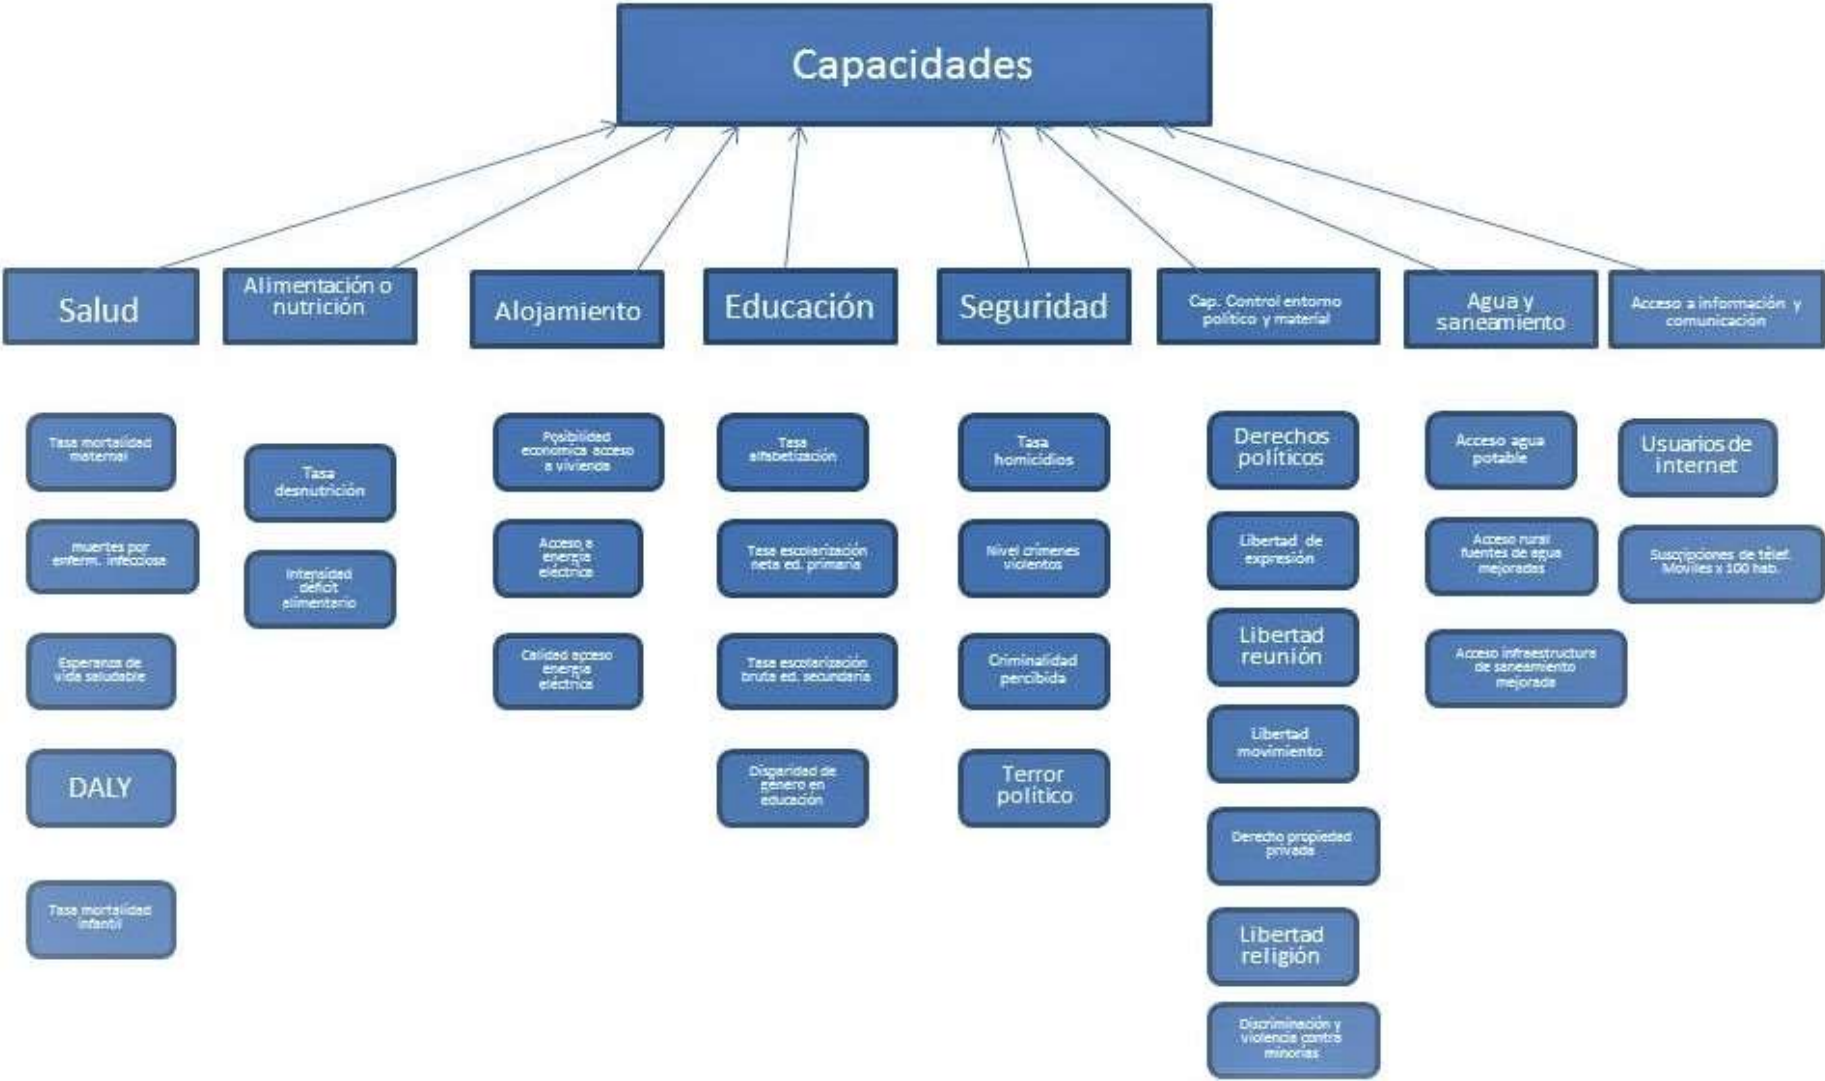 Capacidades
Salud
Alimentación o
nutrición
Alojamiento
Educación
Seguridad
Cap. Control entorno
político y material
Agua y
saneamiento
Acceso a información y
comunicación
Tasa mortalidad
maternal
muertes por
enferm. infecciosa
Esperanza de
vida saludable
DALY
Tasa mortalidad
infantil
Tasa
desnutrición
Intensidad
déficit
alimentario
Posibilidad
económica acceso
a vivienda
Acceso a
energía
eléctrica
Calidad acceso
energía
eléctrica
Tasa
alfabetización
Tasa escolarización
neta ed. primaria
Tasa escolarización
bruta ed. secundaria
Disparidad de
género en
educación
Tasa
homicidios
Nivel crímenes
violentos
Criminalidad
percibida
Terror
político
Derechos
políticos
Libertad de
expresión
Libertad
reunión
Libertad
movimiento
Derecho propiedad
privada
Libertad
religión
Discriminación y
violencia contra
minorías
Acceso agua
potable
Acceso rural
fuentes de agua
mejoradas
Acceso infraestructura
de saneamiento
mejorada
Usuarios de
internet
Suscripciones de téléf.
Moviles x 100 hab.